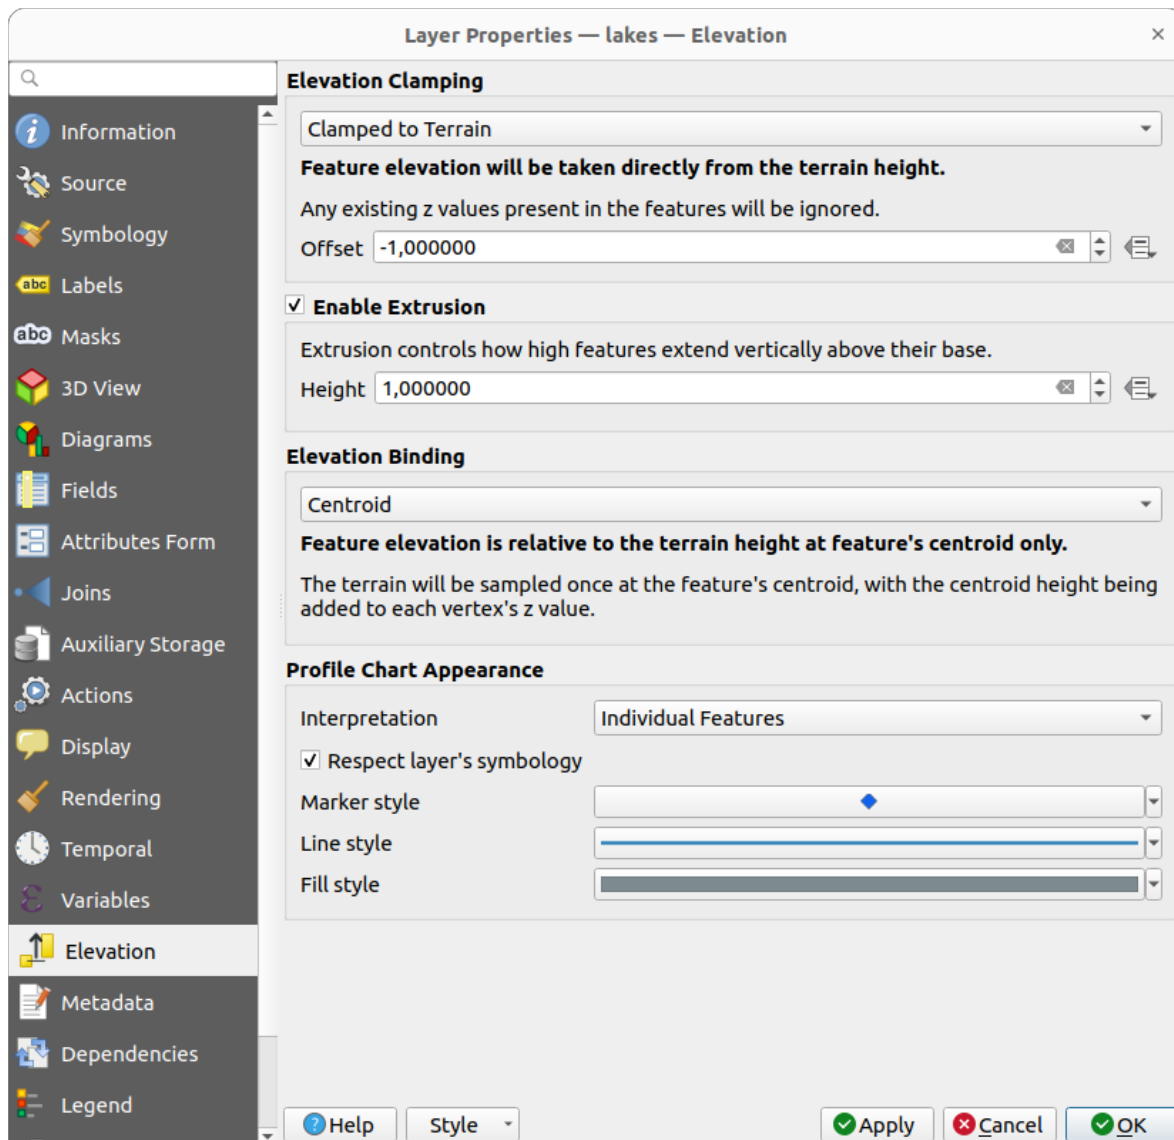 Layer Properties — lakes — Elevation
Information
Source
Symbology
abc Labels
abc Masks
3D View
Diagrams
Fields
Attributes Form
Joins
Auxiliary Storage
Actions
Display
Rendering
Temporal
Variables
Elevation
Metadata
Dependencies
Legend
Elevation Clamping
Clamped to Terrain
Feature elevation will be taken directly from the terrain height.
Any existing z values present in the features will be ignored.
Offset -1,000000
Enable Extrusion
Extrusion controls how high features extend vertically above their base.
Height 1,000000
Elevation Binding
Centroid
Feature elevation is relative to the terrain height at feature's centroid only.
The terrain will be sampled once at the feature's centroid, with the centroid height being
added to each vertex's z value.
Profile Chart Appearance
Interpretation Individual Features
Respect layer's symbology
Marker style
Line style
Fill style
Help Style Apply Cancel OK